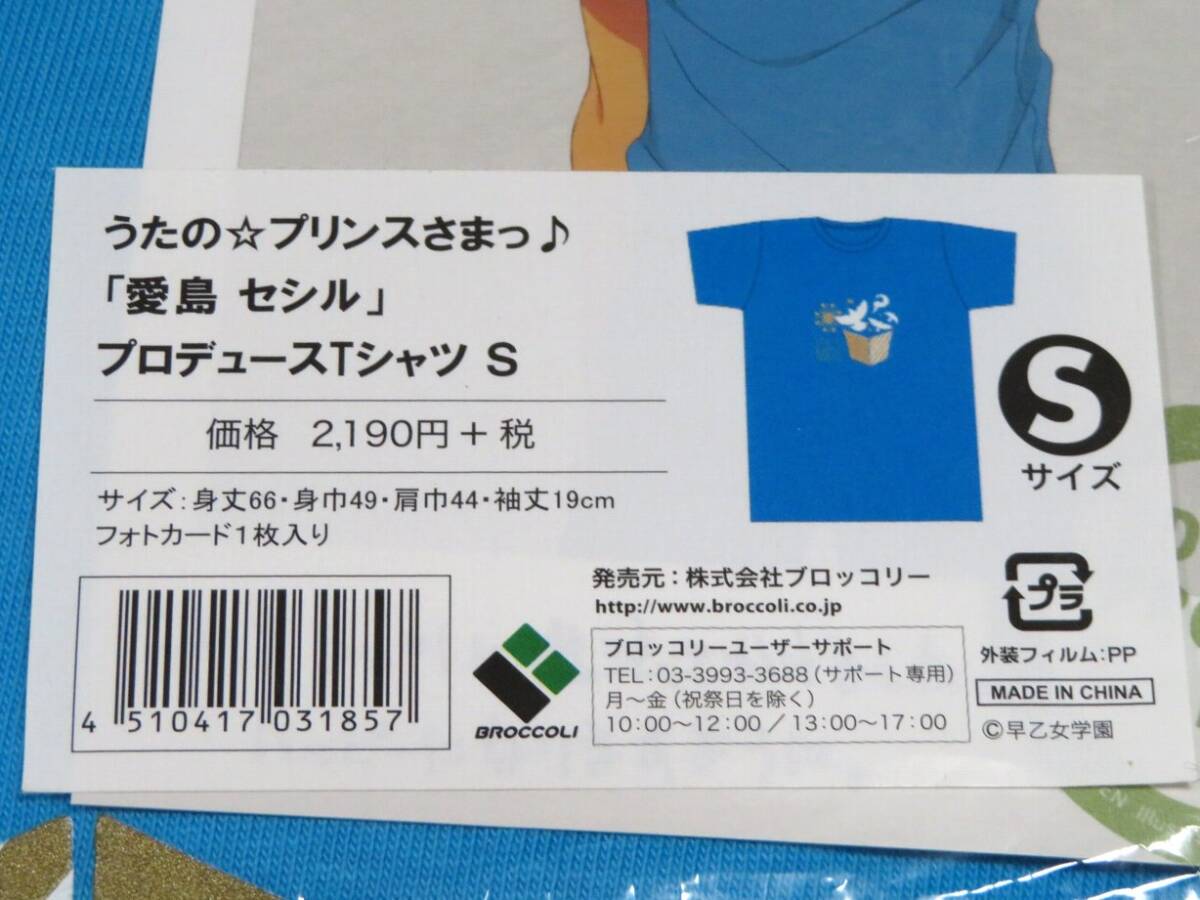 うたの☆プリンスさまっ♪
「愛島 セシル」
プロデュースTシャツ S
価格 2,190円 + 税
サイズ：身丈66・身巾49・肩巾44・袖丈19cm
フォトカード1枚入り
4 510417 031857
S
サイズ
発売元：株式会社ブロッコリー
http://www.broccoli.co.jp
BROCCOLI
ブロッコリーユーザーサポート
TEL：03-3993-3688（サポート専用）
月～金（祝祭日を除く）
10:00～12:00 ／ 13:00～17:00
プラ
外装フィルム：PP
MADE IN CHINA
©早乙女学園